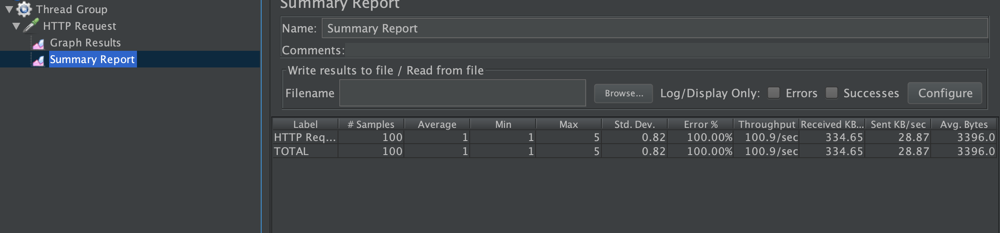 Thread Group
HTTP Request
Graph Results
Summary Report
Summary Report
Name: Summary Report
Comments:
Write results to file / Read from file
Filename Browse... Log/Display Only: Errors Successes Configure
Label # Samples Average Min Max Std. Dev. Error % Throughput Received KB... Sent KB/sec Avg. Bytes
HTTP Req... 100 1 1 5 0.82 100.00% 100.9/sec 334.65 28.87 3396.0
TOTAL 100 1 1 5 0.82 100.00% 100.9/sec 334.65 28.87 3396.0